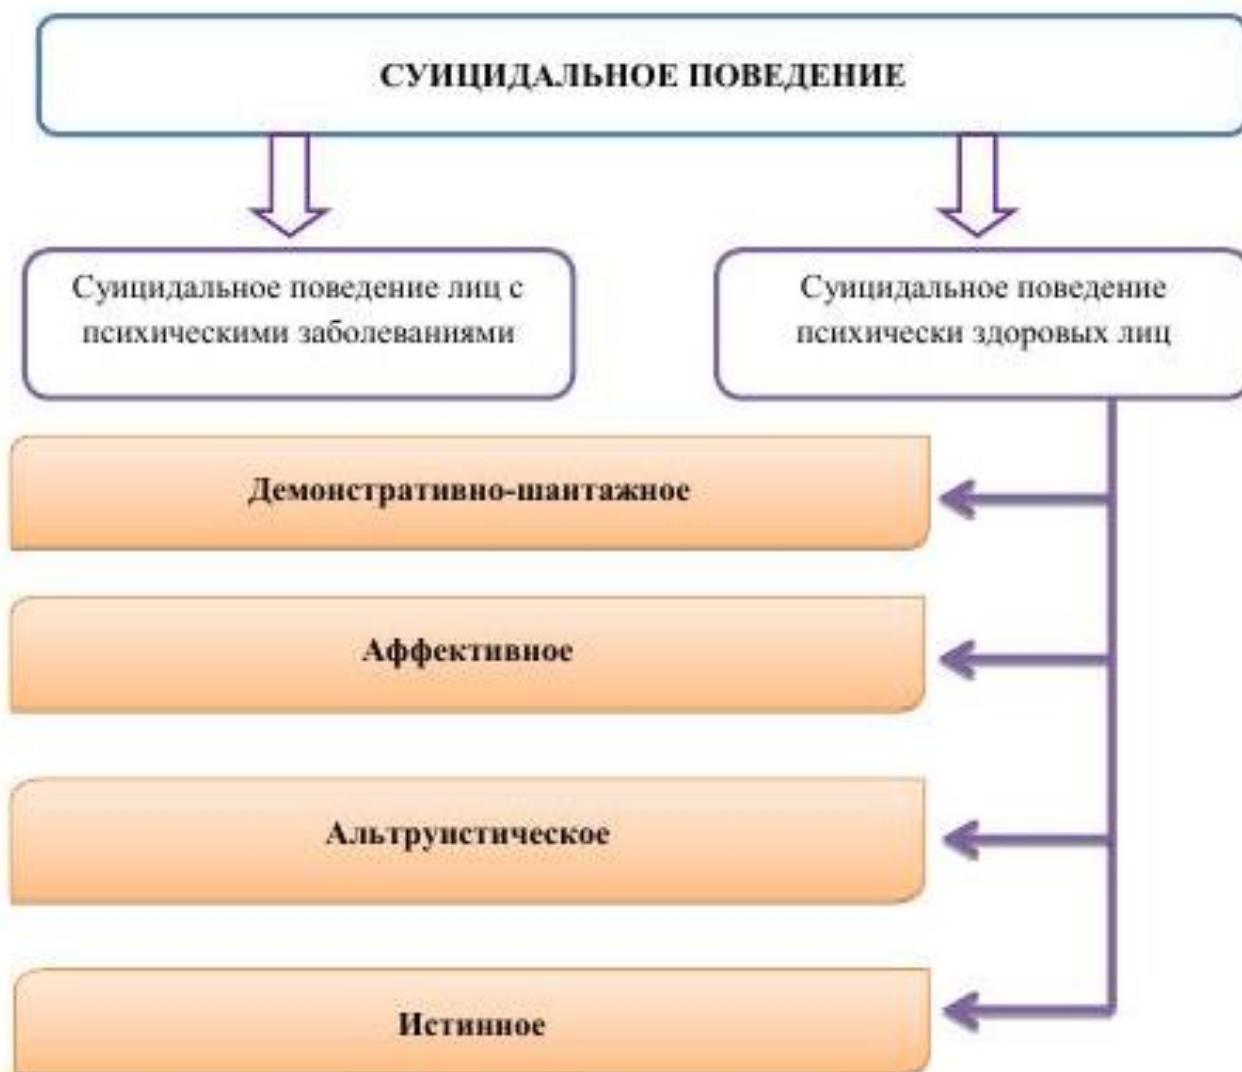 СУИЦИДАЛЬНОЕ ПОВЕДЕНИЕ
Суицидальное поведение лиц с
психическими заболеваниями
Суицидальное поведение
психически здоровых лиц
Демонстративно-шантажное
Аффективное
Альтруистическое
Истинное